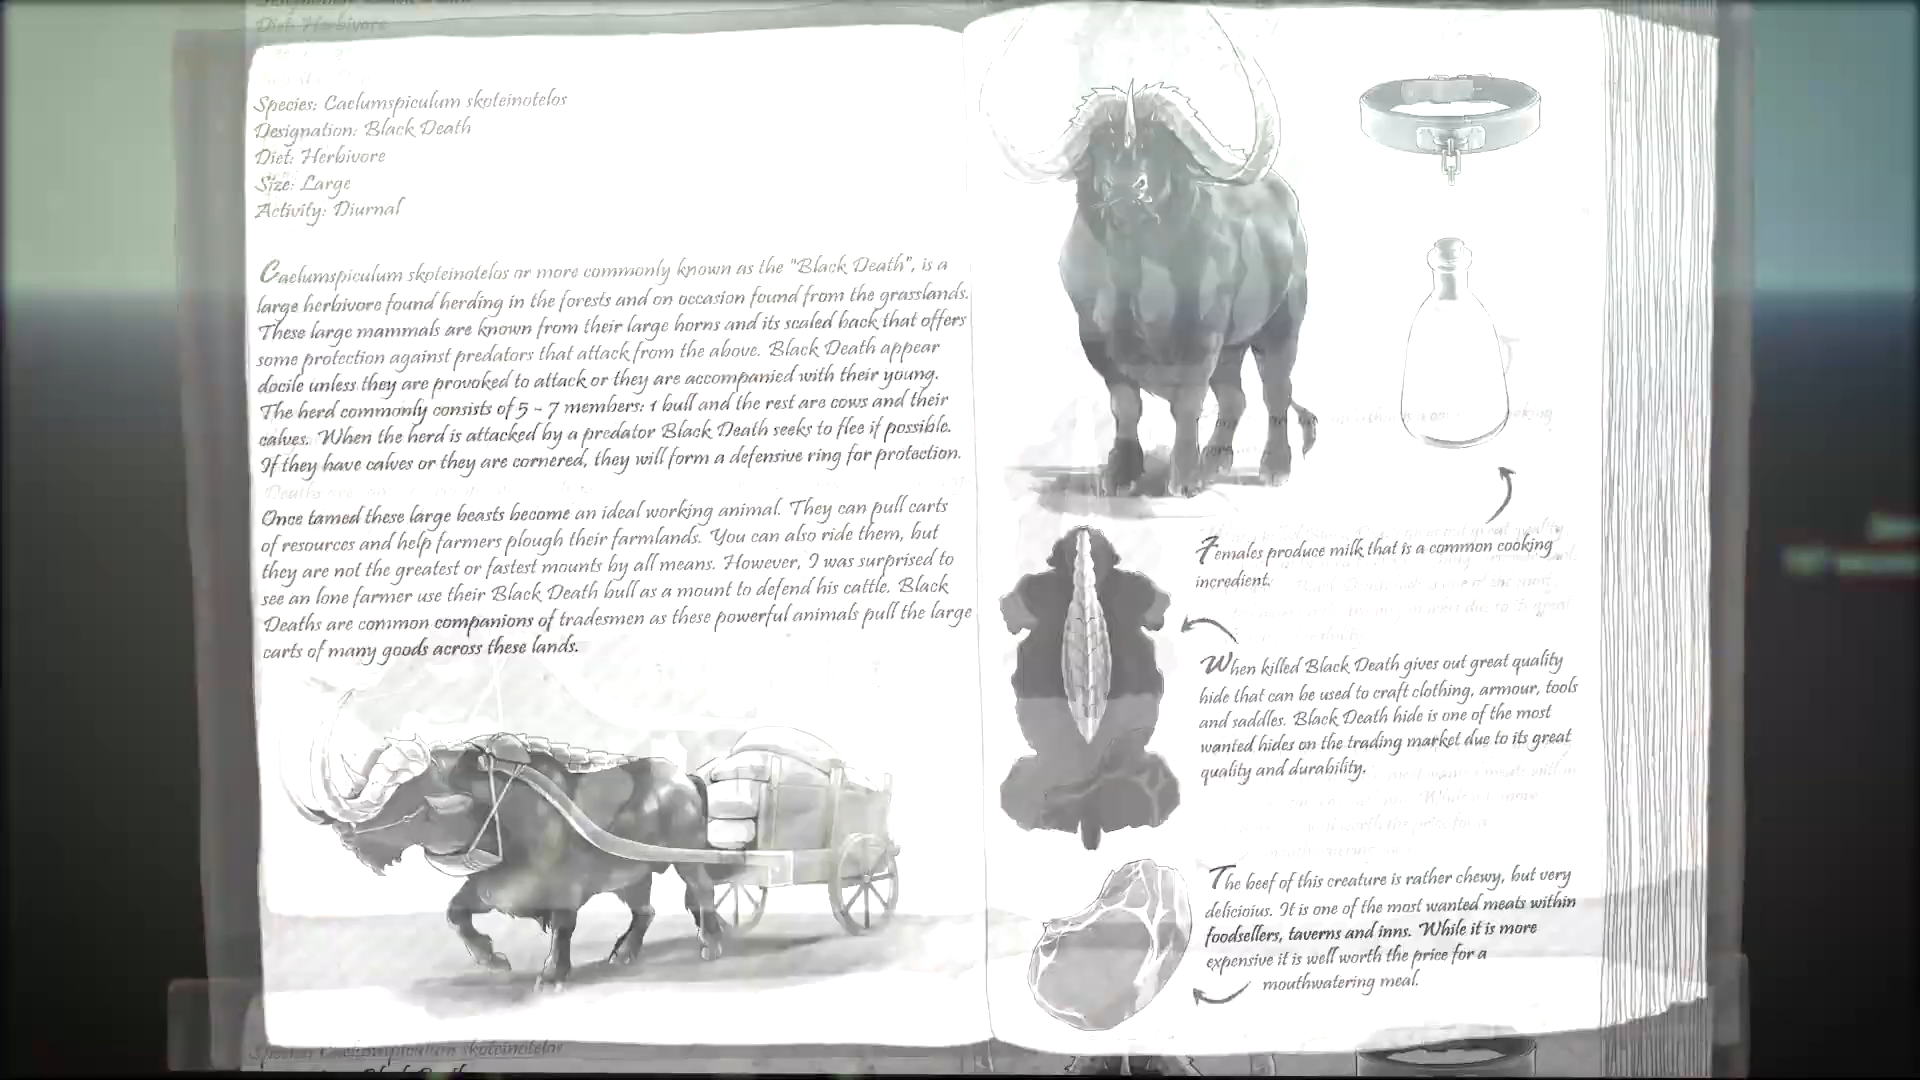 Species: Caelumspiculum skoteinotelos
Designation: Black Death
Diet: Herbivore
Size: Large
Activity: Diurnal
Caelumspiculum skoteinotelos or more commonly known as the "Black Death", is a
large herbivore found herding in the forests and on occasion found from the grasslands.
These large mammals are known from their large horns and its scaled back that offers
some protection against predators that attack from the above. Black Death appear
docile unless they are provoked to attack or they are accompanied with their young.
The herd commonly consists of 5 - 7 members: 1 bull and the rest are cows and their
calves. When the herd is attacked by a predator Black Death seeks to flee if possible.
If they have calves or they are cornered, they will form a defensive ring for protection.
Once tamed these large beasts become an ideal working animal. They can pull carts
of resources and help farmers plough their farmlands. You can also ride them, but
they are not the greatest or fastest mounts by all means. However, I was surprised to
see an lone farmer use their Black Death bull as a mount to defend his cattle. Black
Deaths are common companions of tradesmen as these powerful animals pull the large
carts of many goods across these lands.
Females produce milk that is a common cooking
incredient.
When killed Black Death gives out great quality
hide that can be used to craft clothing, armour, tools
and saddles. Black Death hide is one of the most
wanted hides on the trading market due to its great
quality and durability.
The beef of this creature is rather chewy, but very
delicioius. It is one of the most wanted meats within
foodsellers, taverns and inns. While it is more
expensive it is well worth the price for a
mouthwatering meal.